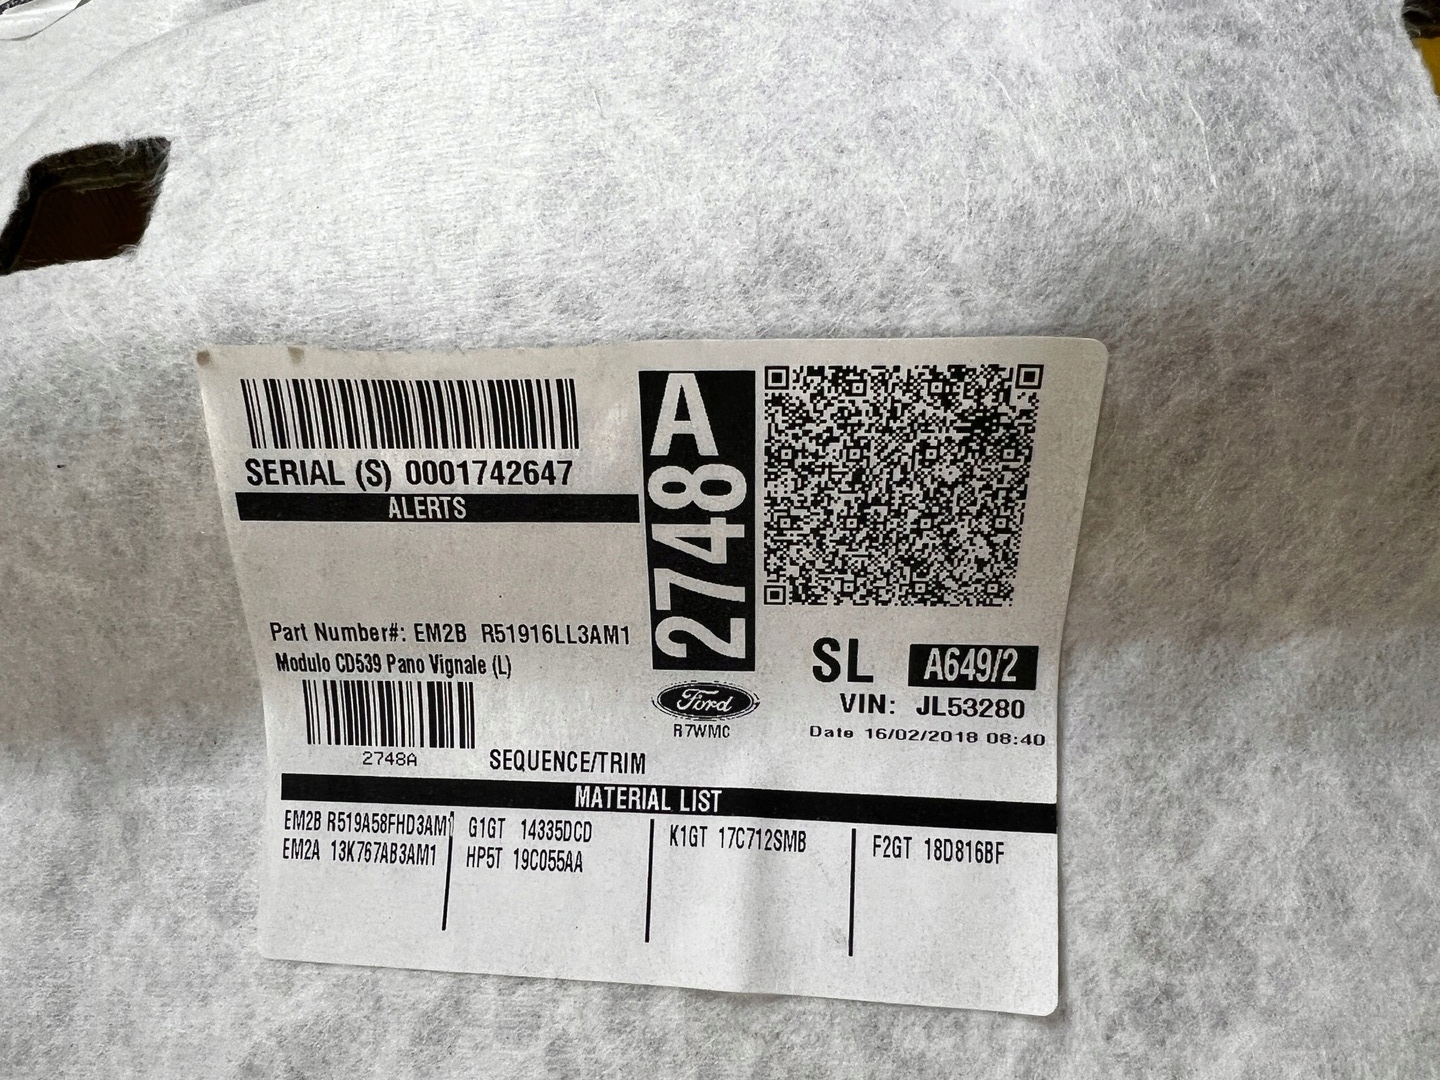 SERIAL (S) 0001742647
ALERTS
2748A
Part Number#: EM2B R51916LL3AM1
Modulo CD539 Pano Vignale (L)
2748A
SEQUENCE/TRIM
Ford
R7WMC
SL A649/2
VIN: JL53280
Date 16/02/2018 08:40
MATERIAL LIST
EM2B R519A58FHD3AM1
EM2A 13K767AB3AM1
G1GT 14335DCD
HP5T 19C055AA
K1GT 17C712SMB
F2GT 18D816BF